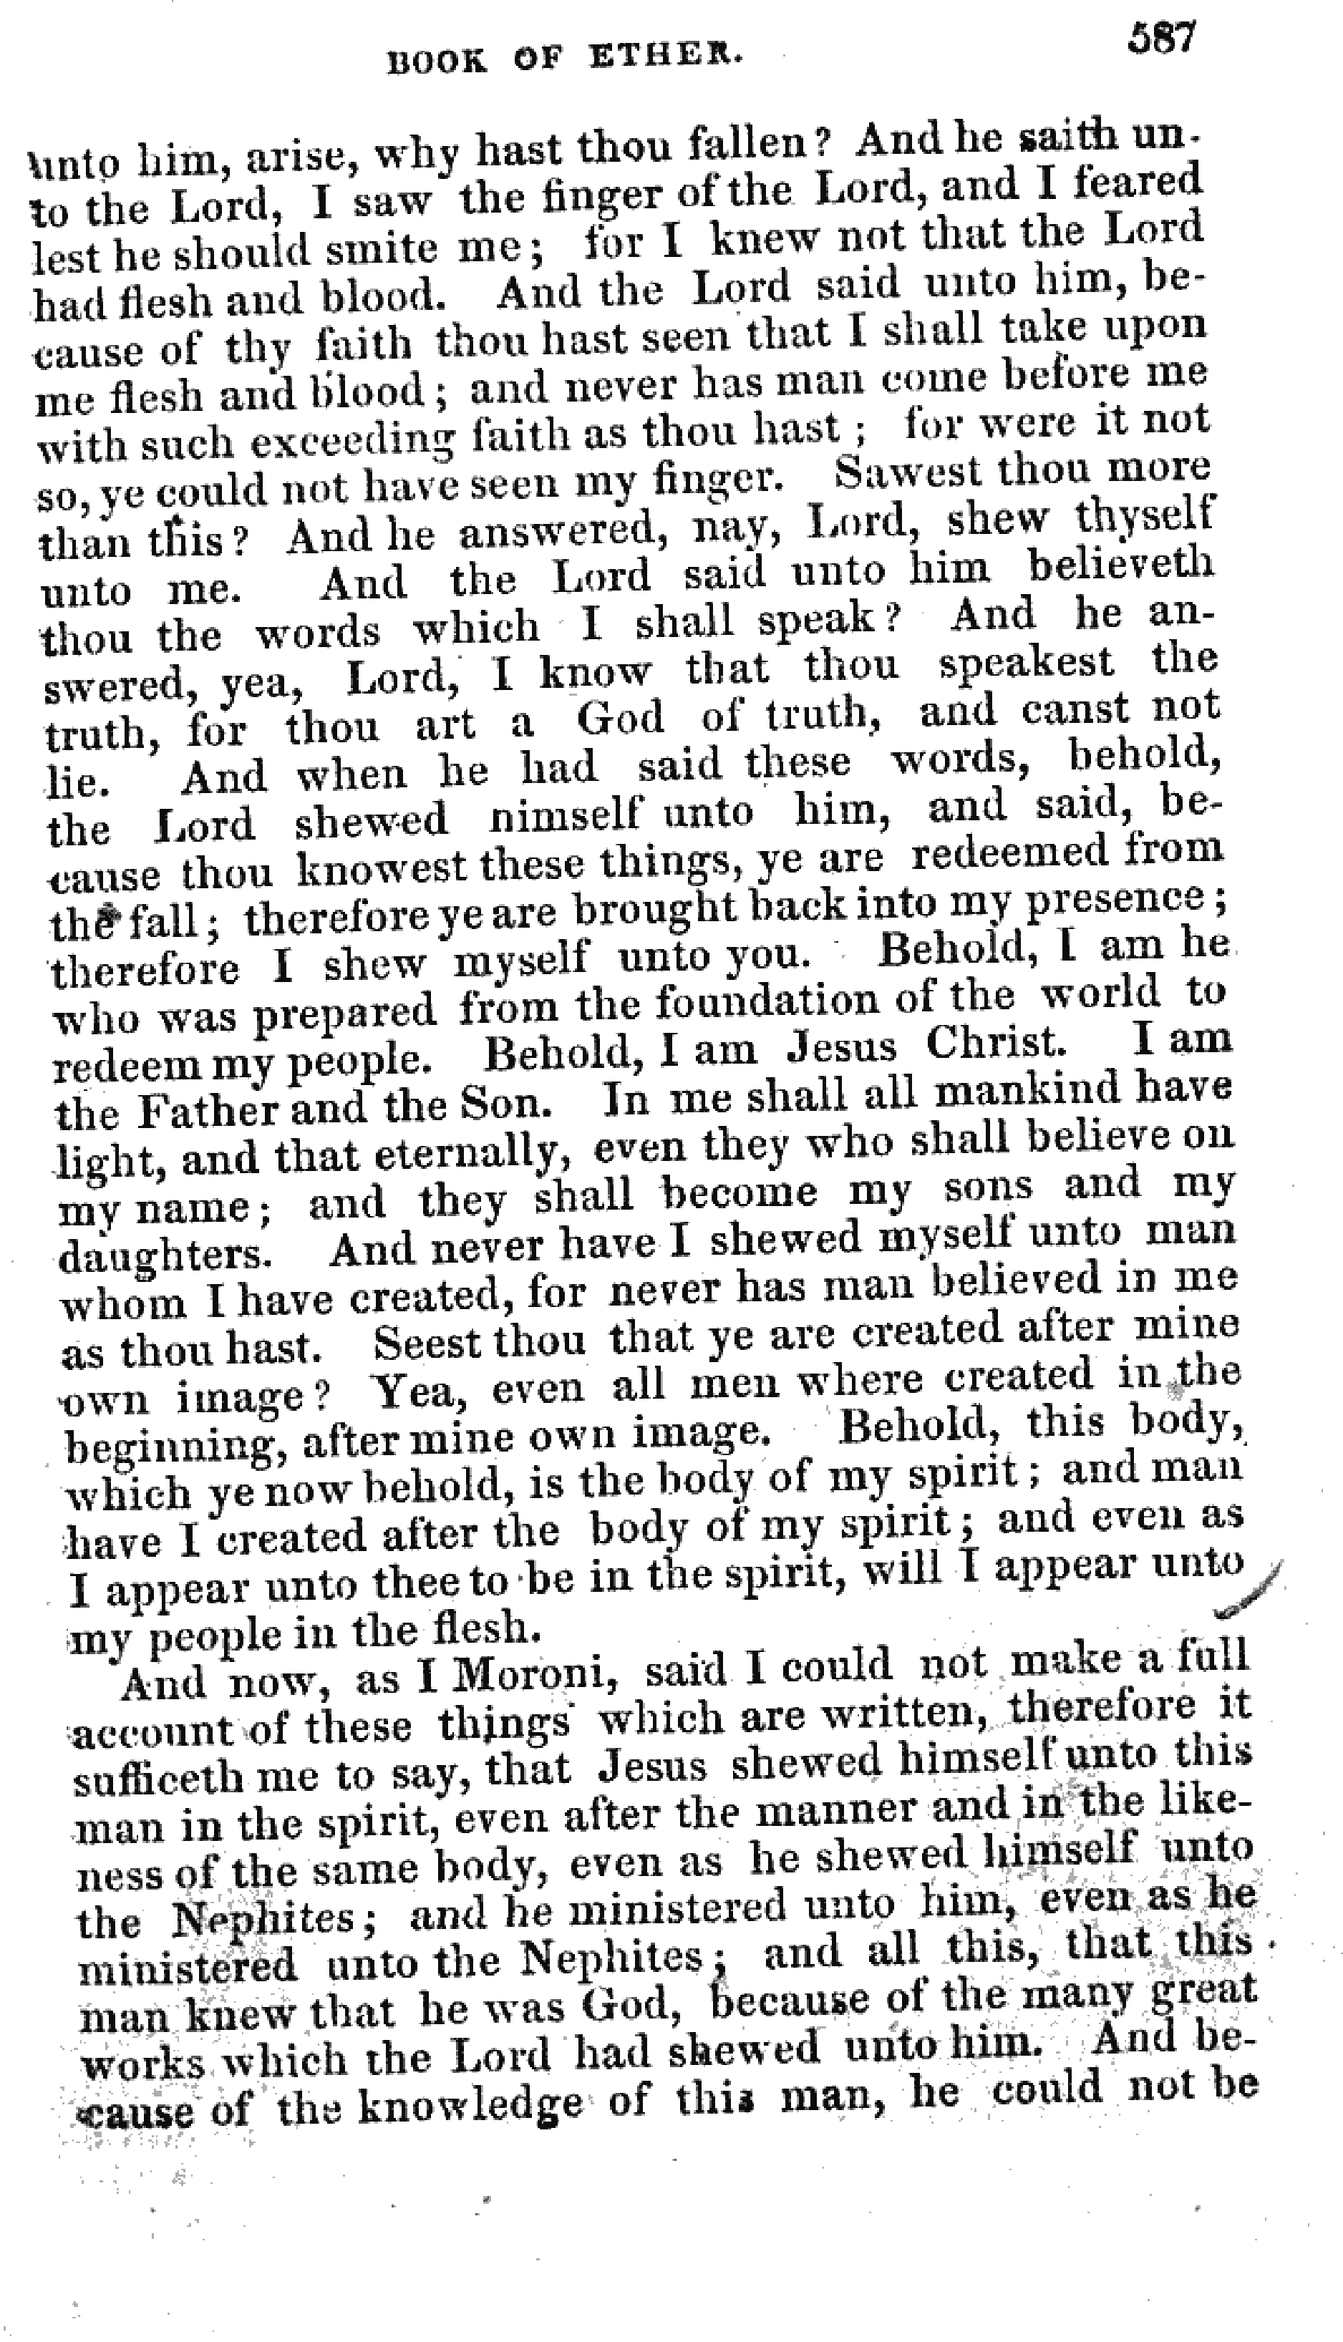 BOOK OF ETHER. 587
unto him, arise, why hast thou fallen? And he saith un-
to the Lord, I saw the finger of the Lord, and I feared
lest he should smite me; for I knew not that the Lord
had flesh and blood. And the Lord said unto him, be-
cause of thy faith thou hast seen that I shall take upon
me flesh and blood; and never has man come before me
with such exceeding faith as thou hast; for were it not
so, ye could not have seen my finger. Sawest thou more
than this? And he answered, nay, Lord, shew thyself
unto me. And the Lord said unto him believeth
thou the words which I shall speak? And he an-
swered, yea, Lord, I know that thou speakest the
truth, for thou art a God of truth, and canst not
lie. And when he had said these words, behold,
the Lord shewed nimself unto him, and said, be-
cause thou knowest these things, ye are redeemed from
the fall; therefore ye are brought back into my presence;
therefore I shew myself unto you. Behold, I am he
who was prepared from the foundation of the world to
redeem my people. Behold, I am Jesus Christ. I am
the Father and the Son. In me shall all mankind have
light, and that eternally, even they who shall believe on
my name; and they shall become my sons and my
daughters. And never have I shewed myself unto man
whom I have created, for never has man believed in me
as thou hast. Seest thou that ye are created after mine
own image? Yea, even all men where created in the
beginning, after mine own image. Behold, this body,
which ye now behold, is the body of my spirit; and man
have I created after the body of my spirit; and even as
I appear unto thee to be in the spirit, will I appear unto
my people in the flesh.
And now, as I Moroni, said I could not make a full
account of these things which are written, therefore it
sufficeth me to say, that Jesus shewed himself unto this
man in the spirit, even after the manner and in the like-
ness of the same body, even as he shewed himself unto
the Nephites; and he ministered unto him, even as he
ministered unto the Nephites; and all this, that this
man knew that he was God, because of the many great
works which the Lord had shewed unto him. And be-
cause of the knowledge of this man, he could not be